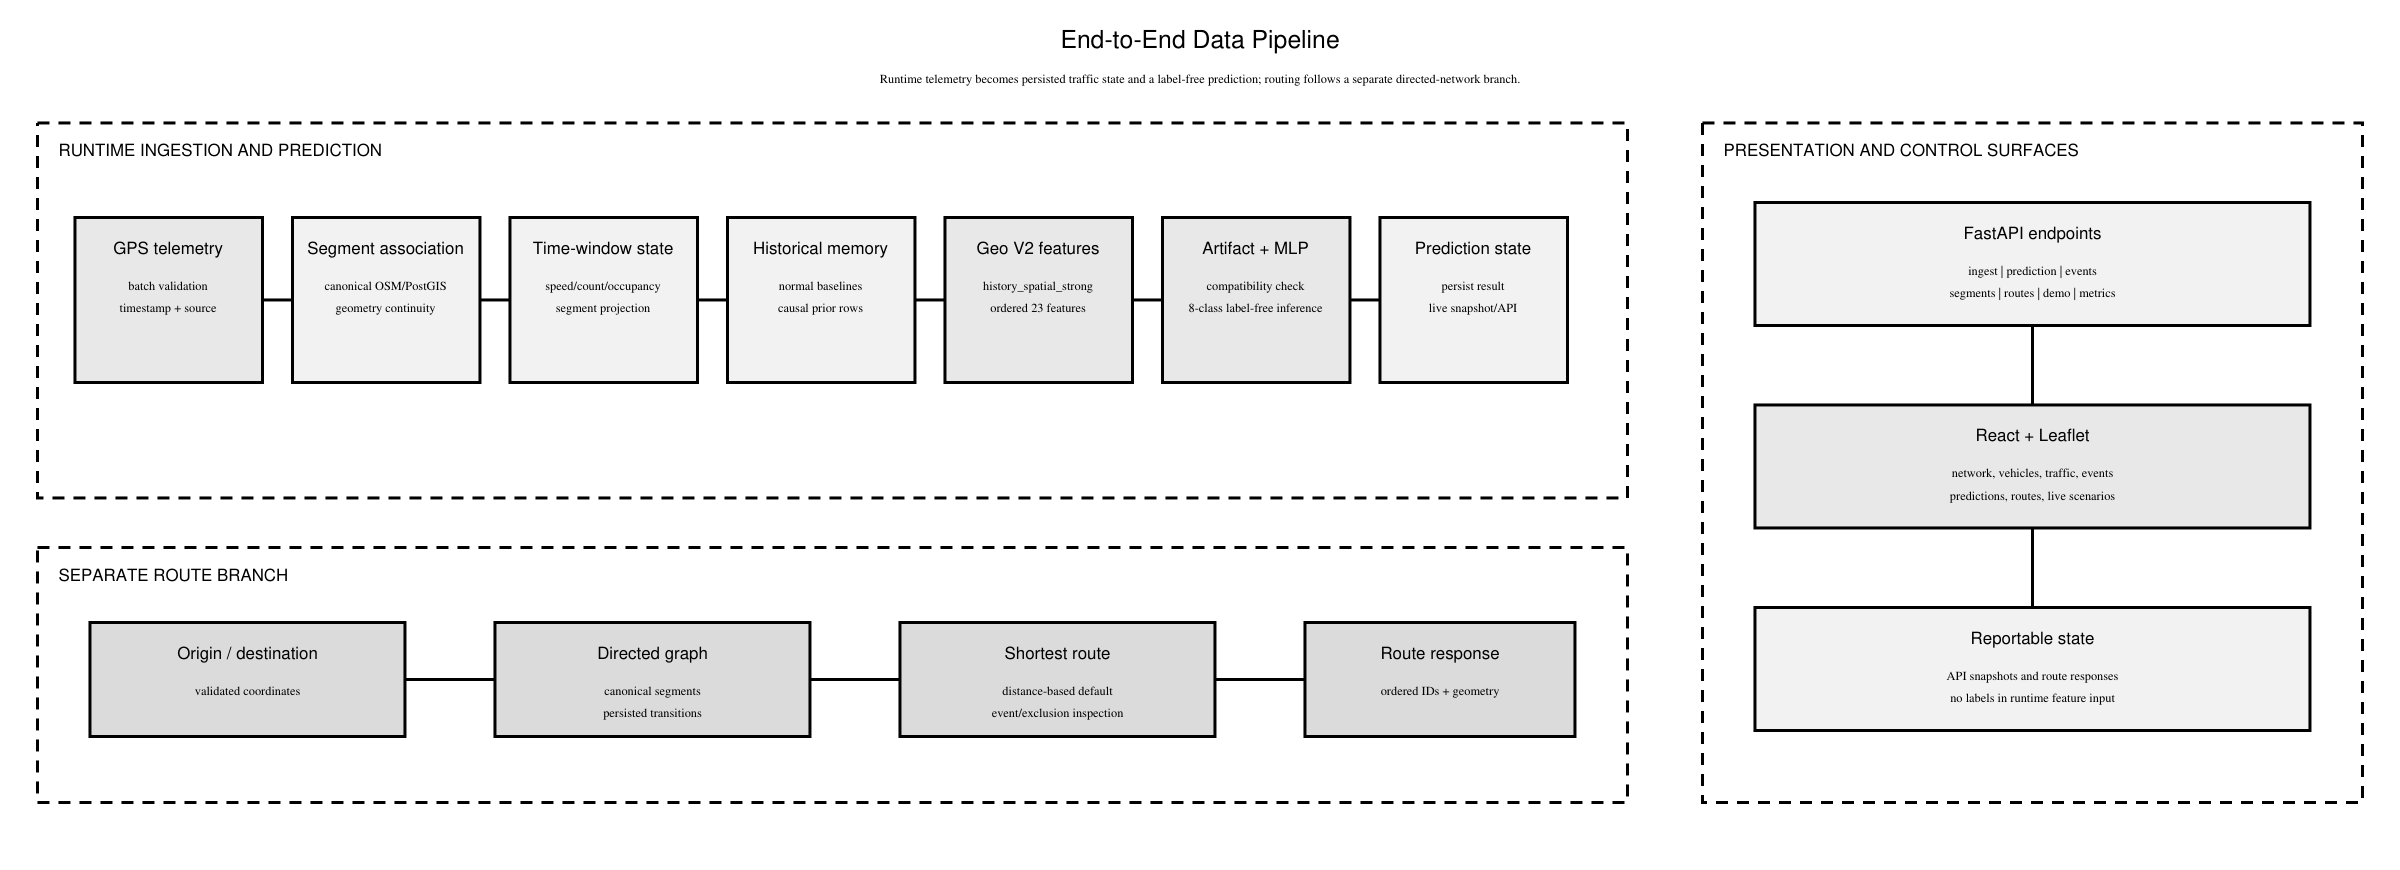 End-to-End Data Pipeline
Runtime telemetry becomes persisted traffic state and a label-free prediction; routing follows a separate directed-network branch.
RUNTIME INGESTION AND PREDICTION
GPS telemetry
batch validation
timestamp + source
Segment association
canonical OSM/PostGIS
geometry continuity
Time-window state
speed/count/occupancy
segment projection
Historical memory
normal baselines
causal prior rows
Geo V2 features
history_spatial_strong
ordered 23 features
Artifact + MLP
compatibility check
8-class label-free inference
Prediction state
persist result
live snapshot/API
SEPARATE ROUTE BRANCH
Origin / destination
validated coordinates
Directed graph
canonical segments
persisted transitions
Shortest route
distance-based default
event/exclusion inspection
Route response
ordered IDs + geometry
PRESENTATION AND CONTROL SURFACES
FastAPI endpoints
ingest | prediction | events
segments | routes | demo | metrics
React + Leaflet
network, vehicles, traffic, events
predictions, routes, live scenarios
Reportable state
API snapshots and route responses
no labels in runtime feature input